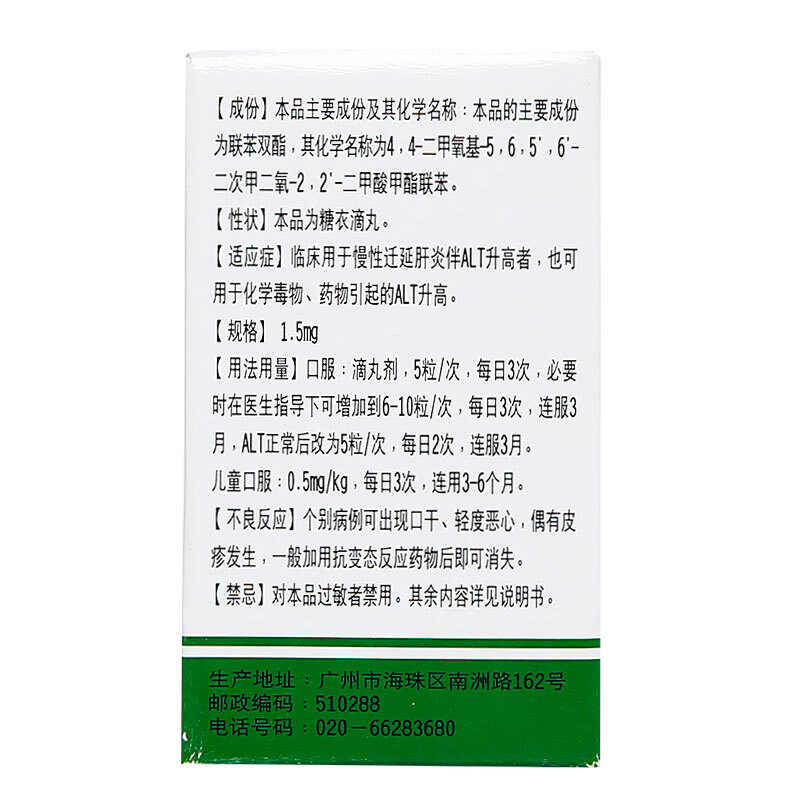 【成份】本品主要成份及其化学名称：本品的主要成份
为联苯双酯，其化学名称为4，4-二甲氧基-5，6，5'，6'-
二次甲二氧-2，2'-二甲酸甲酯联苯。
【性状】本品为糖衣滴丸。
【适应症】临床用于慢性迁延肝炎伴ALT升高者，也可
用于化学毒物、药物引起的ALT升高。
【规格】 1.5mg
【用法用量】口服：滴丸剂，5粒/次，每日3次，必要
时在医生指导下可增加到6-10粒/次，每日3次，连服3
月，ALT正常后改为5粒/次，每日2次，连服3月。
儿童口服：0.5mg/kg，每日3次，连用3-6个月。
【不良反应】个别病例可出现口干、轻度恶心，偶有皮
疹发生，一般加用抗变态反应药物后即可消失。
【禁忌】对本品过敏者禁用。其余内容详见说明书。
生产地址：广州市海珠区南洲路162号
邮政编码：510288
电话号码：020－66283680